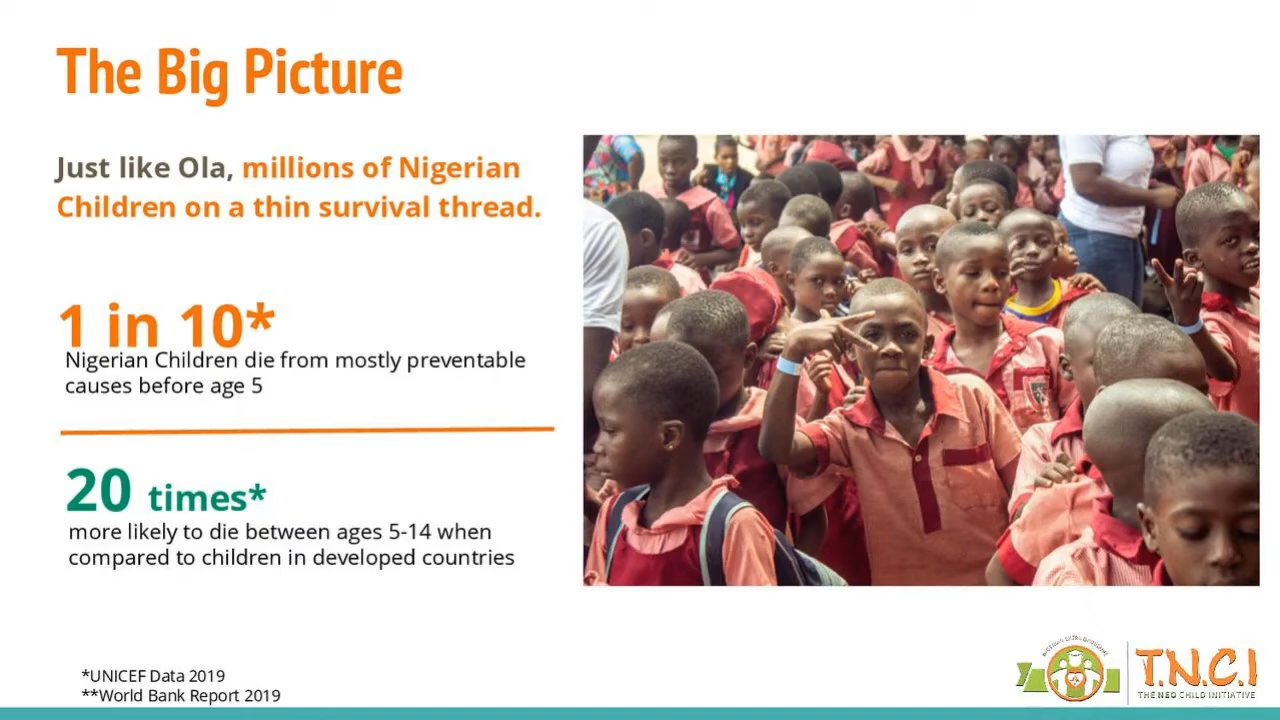 The Big Picture
Just like Ola, millions of Nigerian
Children on a thin survival thread.
1 in 10*
Nigerian Children die from mostly preventable
causes before age 5
20 times*
more likely to die between ages 5-14 when
compared to children in developed countries
*UNICEF Data 2019
**World Bank Report 2019
T.N.C.I
THE NEO CHILD INITIATIVE